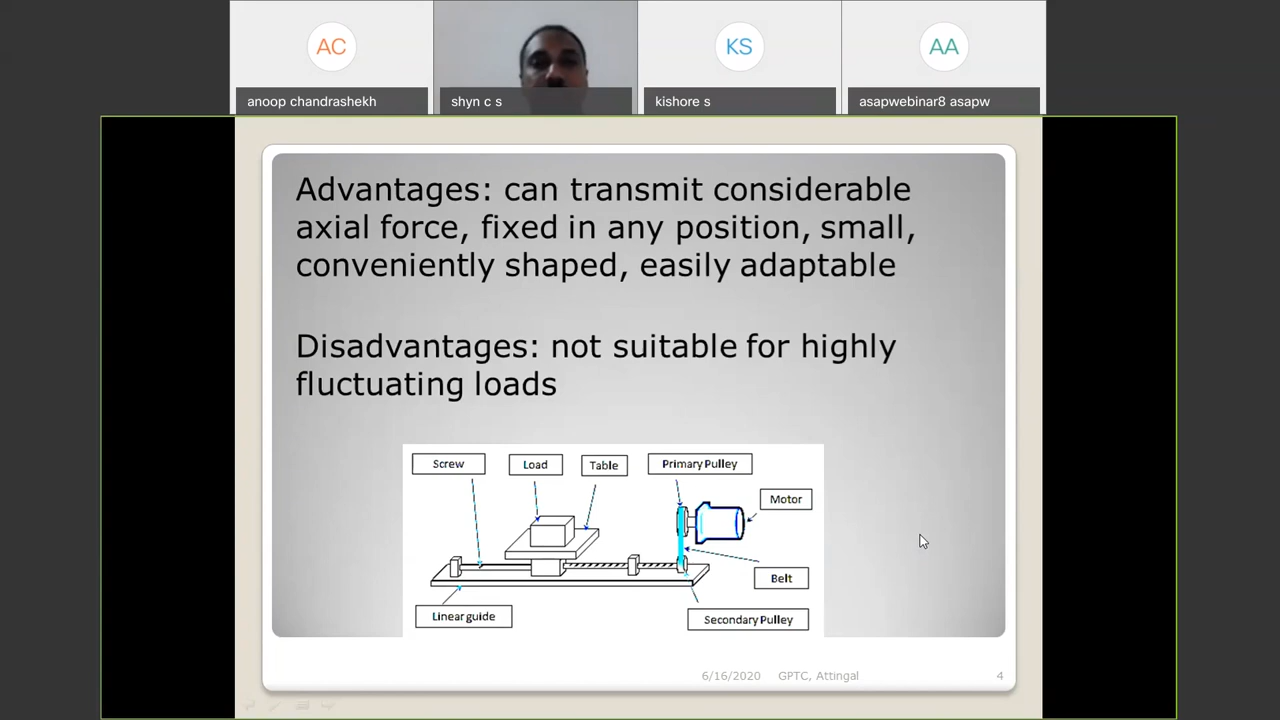 AC
KS
AA
anoop chandrashekh
shyn c s
kishore s
asapwebinar8 asapw
Advantages: can transmit considerable
axial force, fixed in any position, small,
conveniently shaped, easily adaptable
Disadvantages: not suitable for highly
fluctuating loads
Screw
Load
Table
Primary Pulley
Motor
Belt
Linear guide
Secondary Pulley
6/16/2020 GPTC, Attingal 4